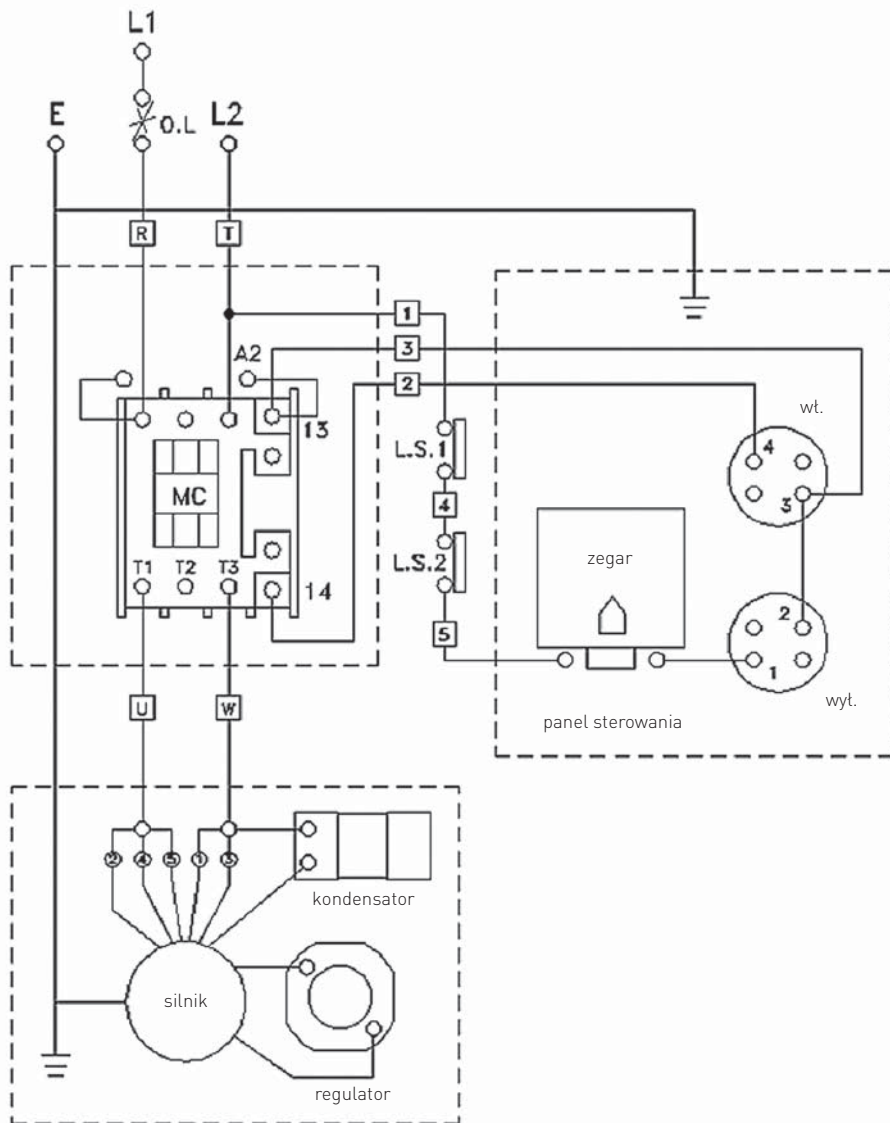 L1
O.L
E
L2
R
T
1
3
2
A2
13
wł.
4
3
L.S.1
MC
4
L.S.2
zegar
T1
T2
T3
14
2
1
5
wył.
panel sterowania
U
W
2
4
5
1
3
kondensator
silnik
regulator